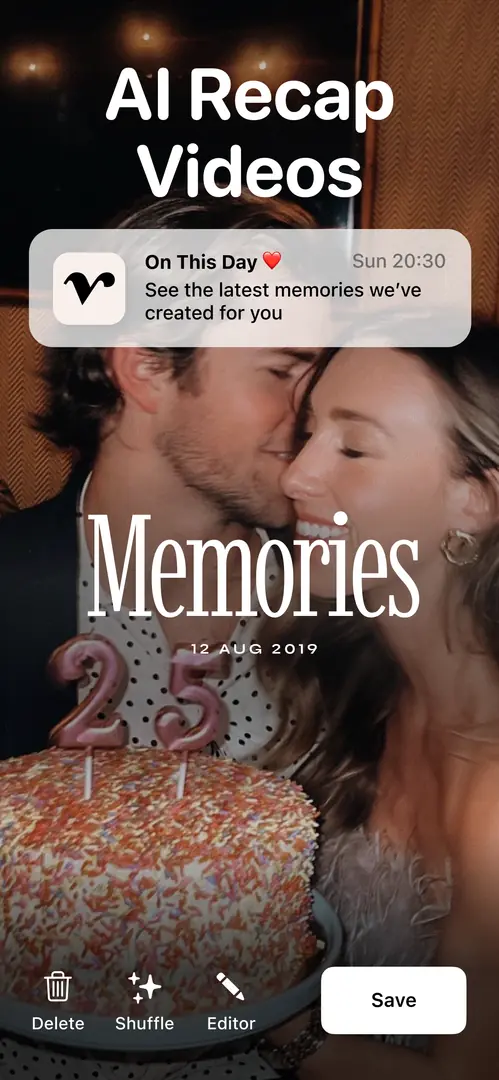 AI Recap
Videos
On This Day ❤️ Sun 20:30
See the latest memories we’ve
created for you
Memories
12 AUG 2019
25
Delete Shuffle Editor Save